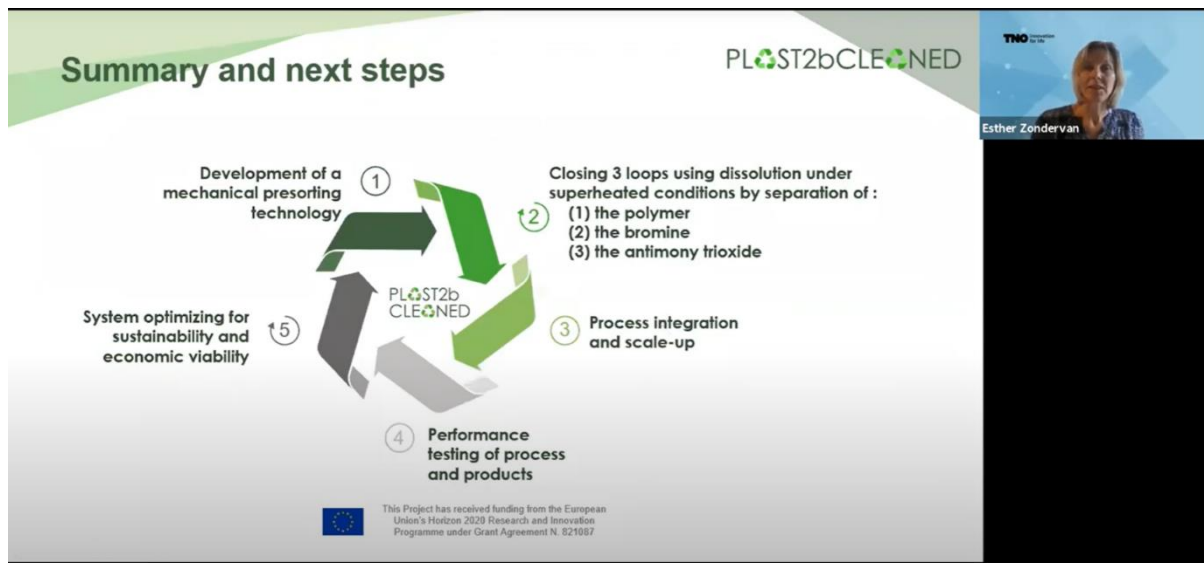 Summary and next steps
PLAST2bCLEANED
TNO innovation
for life
Esther Zondervan
Development of a
mechanical presorting
technology
1
Closing 3 loops using dissolution under
superheated conditions by separation of :
(1) the polymer
(2) the bromine
(3) the antimony trioxide
2
PLAST2b
CLEANED
System optimizing for
sustainability and
economic viability
5
3
Process integration
and scale-up
4
Performance
testing of process
and products
This Project has received funding from the European
Union's Horizon 2020 Research and Innovation
Programme under Grant Agreement N. 821087